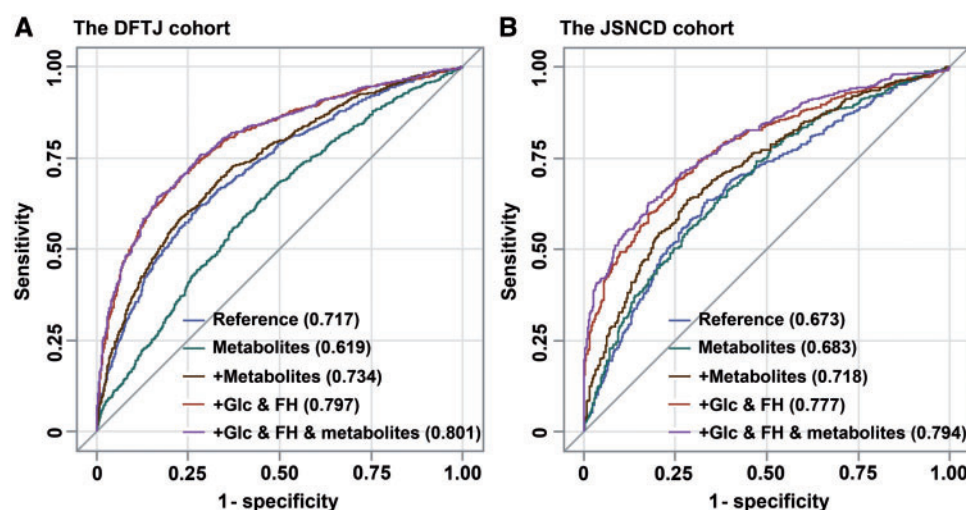 A The DFTJ cohort
Sensitivity
1.00
0.75
0.50
0.25
0
Reference (0.717)
Metabolites (0.619)
+Metabolites (0.734)
+Glc & FH (0.797)
+Glc & FH & metabolites (0.801)
0 0.25 0.50 0.75 1.00
1- specificity
B The JSNCD cohort
Sensitivity
1.00
0.75
0.50
0.25
0
Reference (0.673)
Metabolites (0.683)
+Metabolites (0.718)
+Glc & FH (0.777)
+Glc & FH & metabolites (0.794)
0 0.25 0.50 0.75 1.00
1- specificity